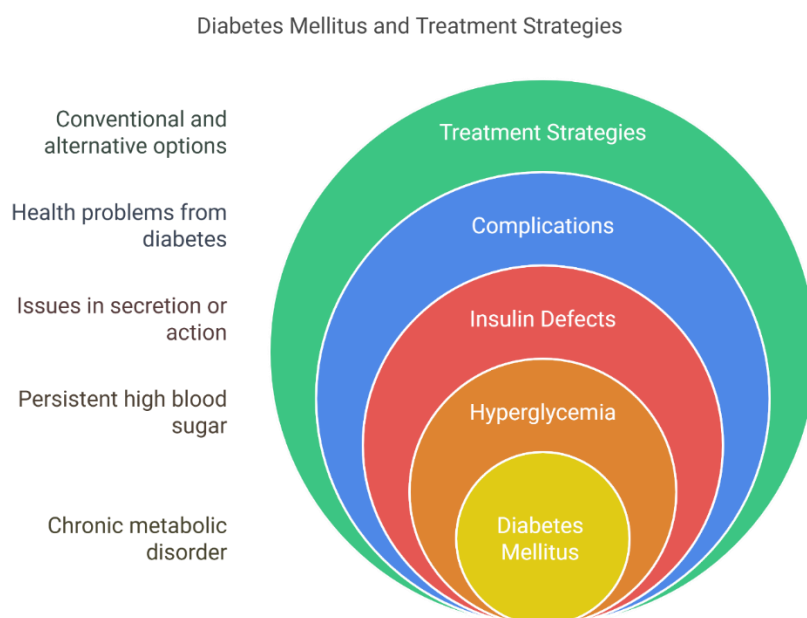 Diabetes Mellitus and Treatment Strategies
Conventional and
alternative options
Treatment Strategies
Health problems from
diabetes
Complications
Issues in secretion or
action
Insulin Defects
Persistent high blood
sugar
Hyperglycemia
Chronic metabolic
disorder
Diabetes
Mellitus